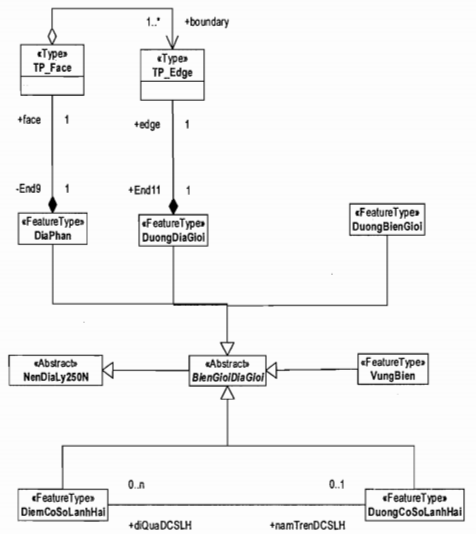 1..*
+boundary
«Type»
TP_Face
«Type»
TP_Edge
+face
1
+edge
1
-End9
1
+End11
1
«FeatureType»
DiaPhan
«FeatureType»
DuongDiaGioi
«FeatureType»
DuongBienGioi
«Abstract»
NenDiaLy250N
«Abstract»
BienGioiDiaGioi
«FeatureType»
VungBien
0..n
0..1
«FeatureType»
DiemCoSoLanhHai
«FeatureType»
DuongCoSoLanhHai
+diQuaDCSLH
+namTrenDCSLH